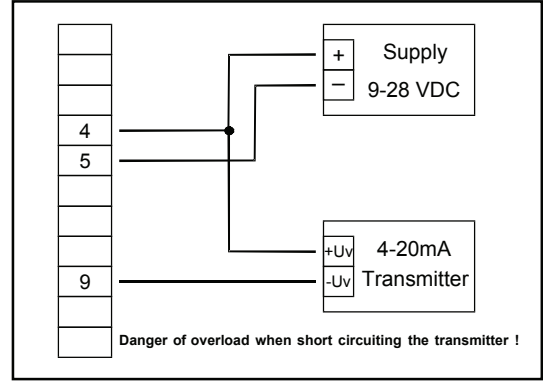 + Supply
− 9-28 VDC
4
5
+Uv 4-20mA
9 -Uv Transmitter
Danger of overload when short circuiting the transmitter !